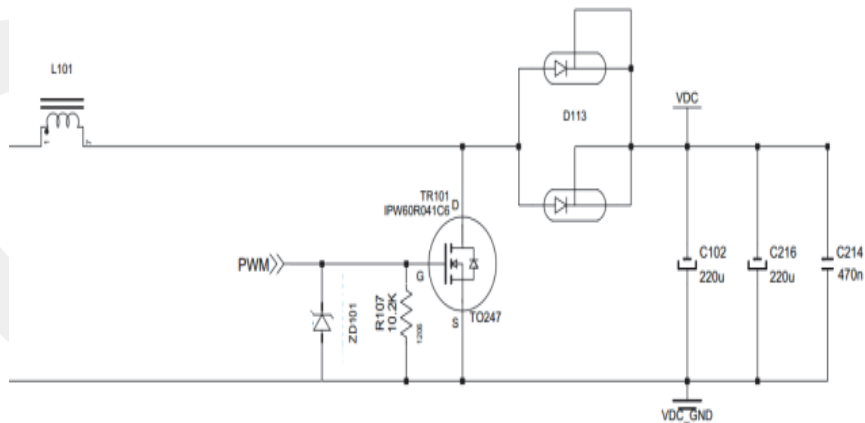 L101
1
D113
VDC
TR101
IPW60R041C6
D
PWM
G
S
TO247
ZD101
R107
10.2K
1206
C102
220u
C216
220u
C214
470n
VDC_GND